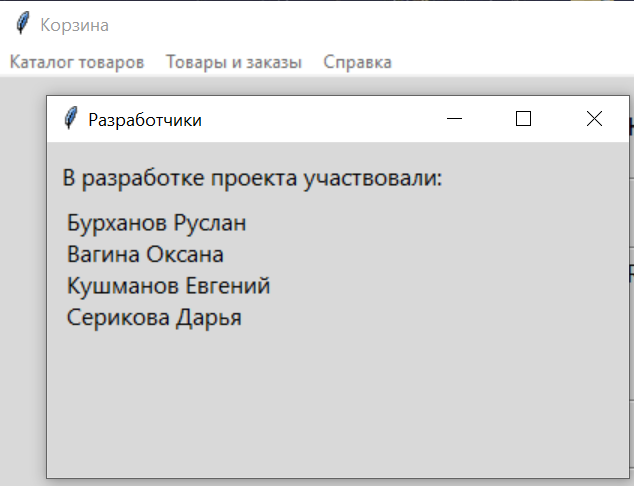 Корзина
Каталог товаров Товары и заказы Справка
Разработчики
В разработке проекта участвовали:
Бурханов Руслан
Вагина Оксана
Кушманов Евгений
Серикова Дарья